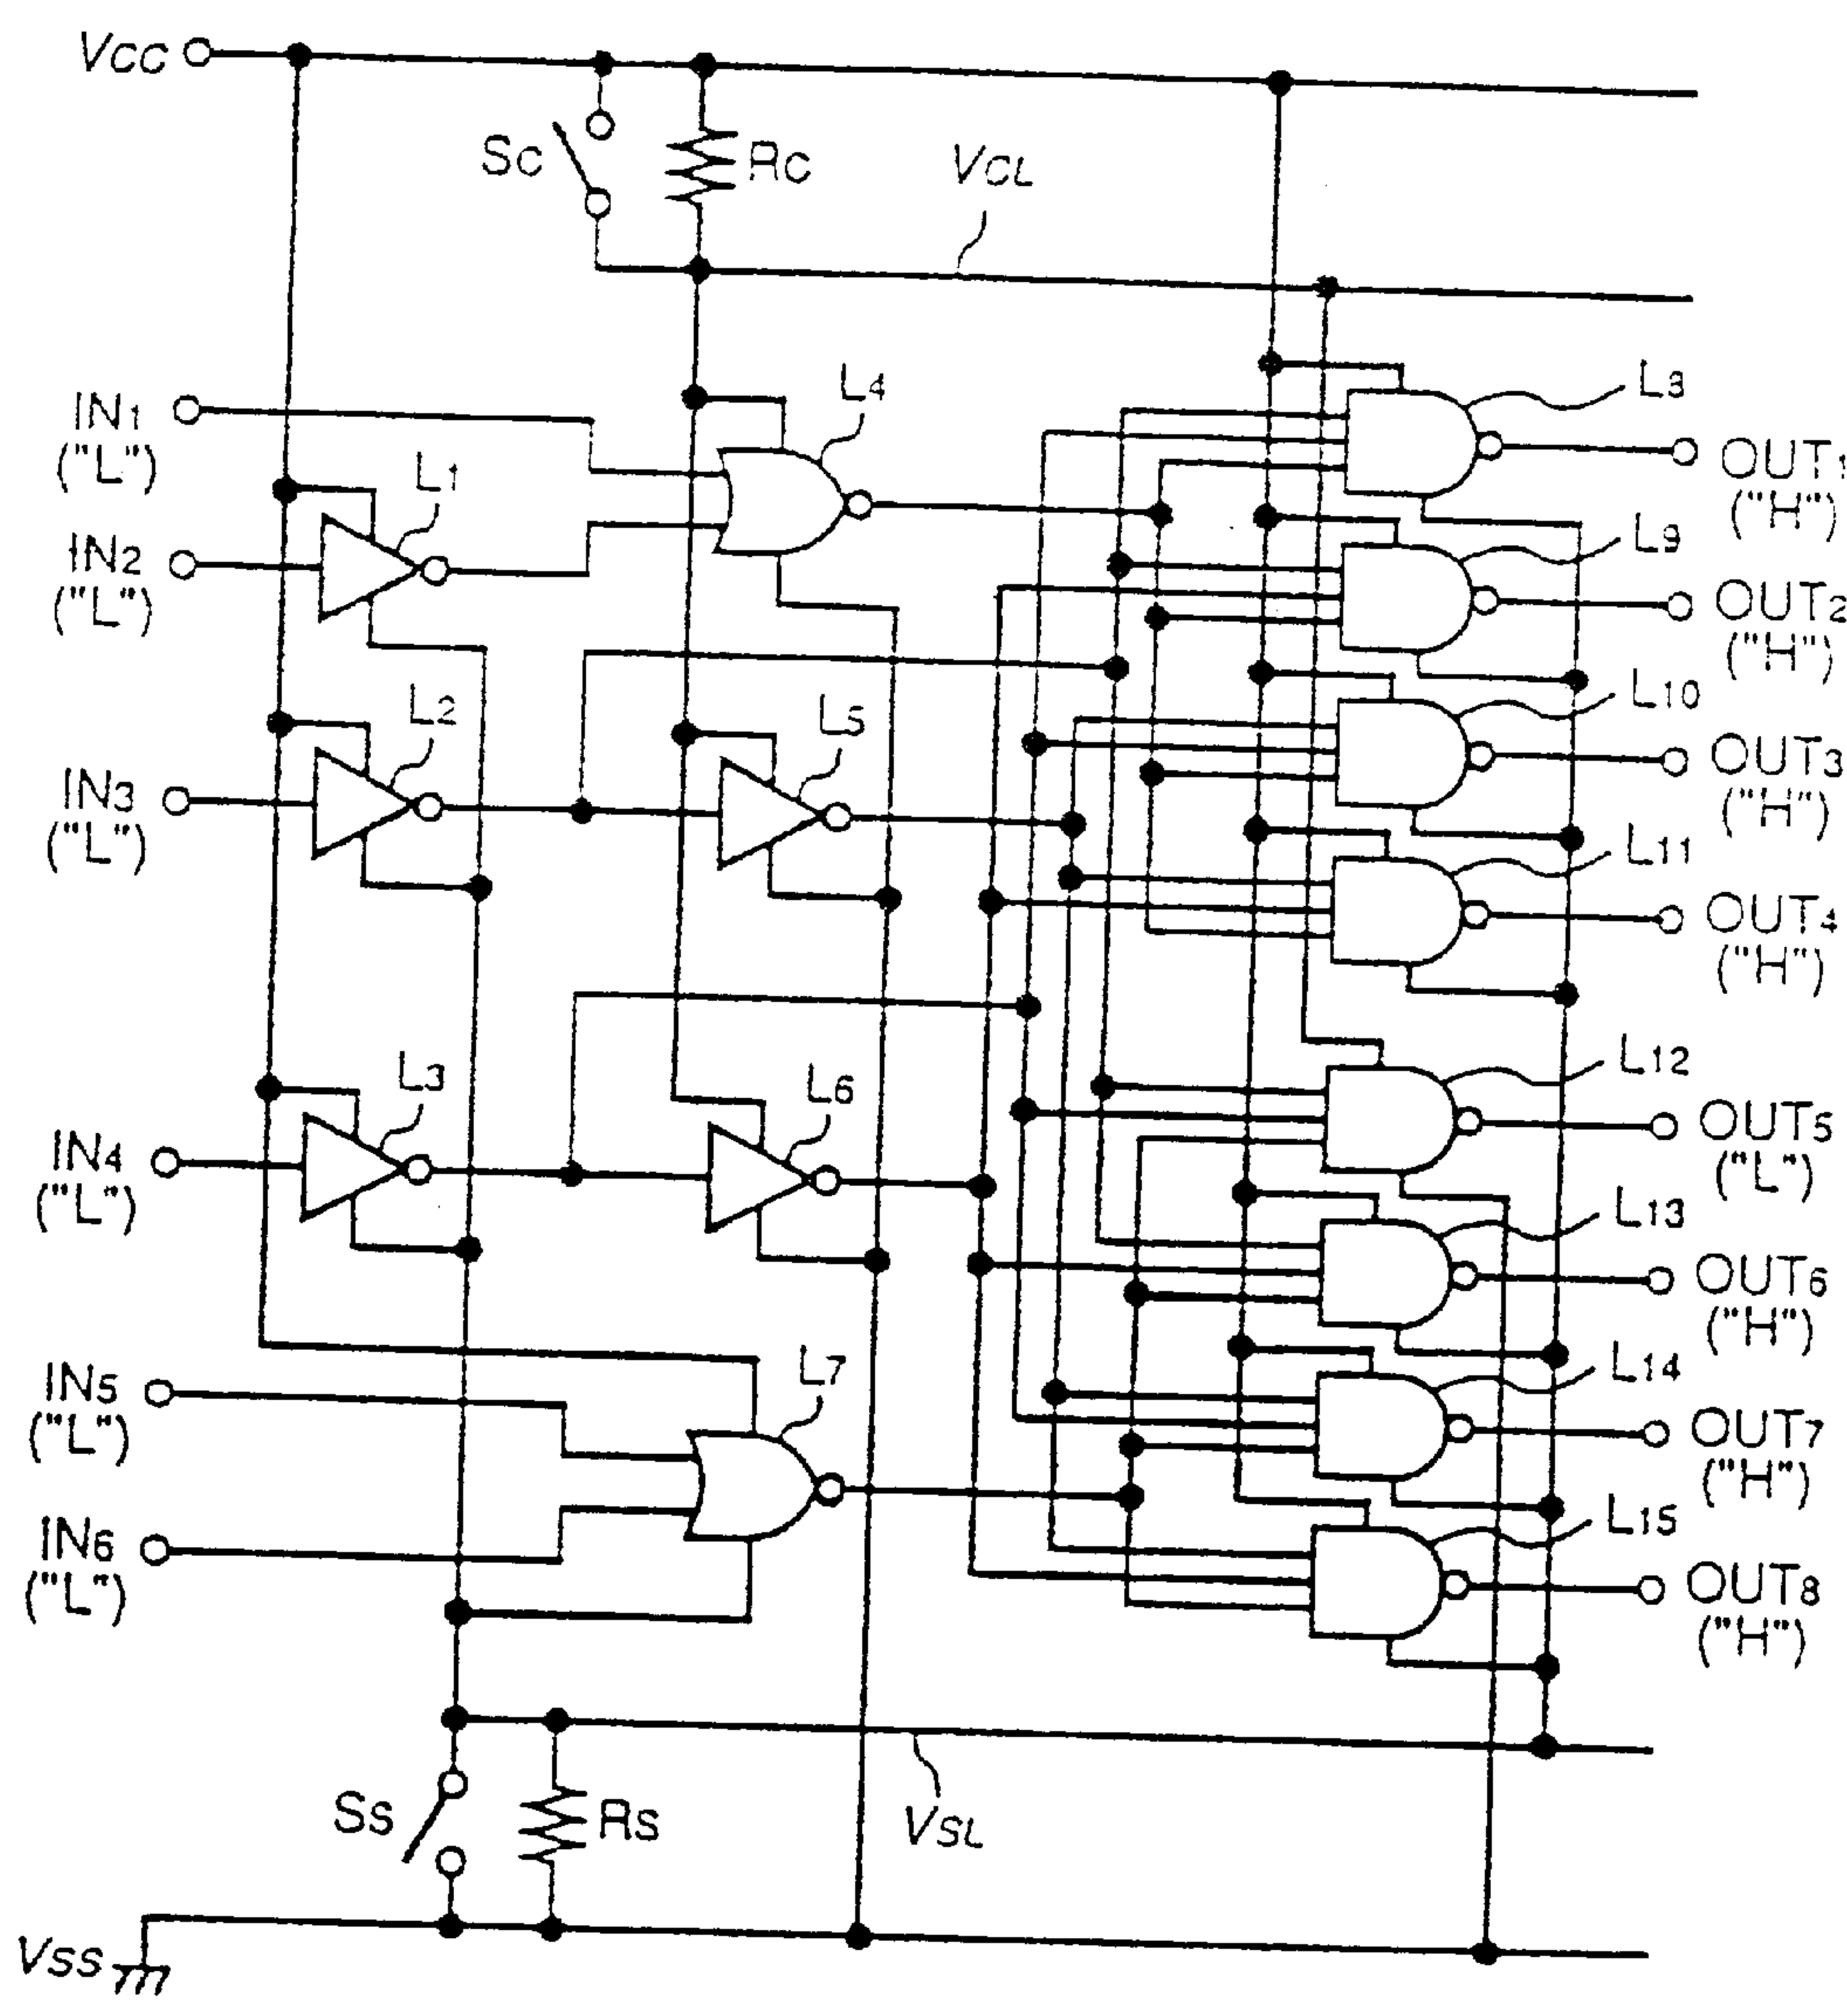 VCC
SC
RC
VCL
L4
L8
IN1
("L")
OUT1
("H")
L1
L9
IN2
("L")
OUT2
("H")
L2
L5
L10
IN3
("L")
OUT3
("H")
L11
OUT4
("H")
L3
L6
L12
IN4
("L")
OUT5
("L")
L13
OUT6
("H")
L7
L14
IN5
("L")
OUT7
("H")
L15
IN6
("L")
OUT8
("H")
SS
RS
VSL
VSS